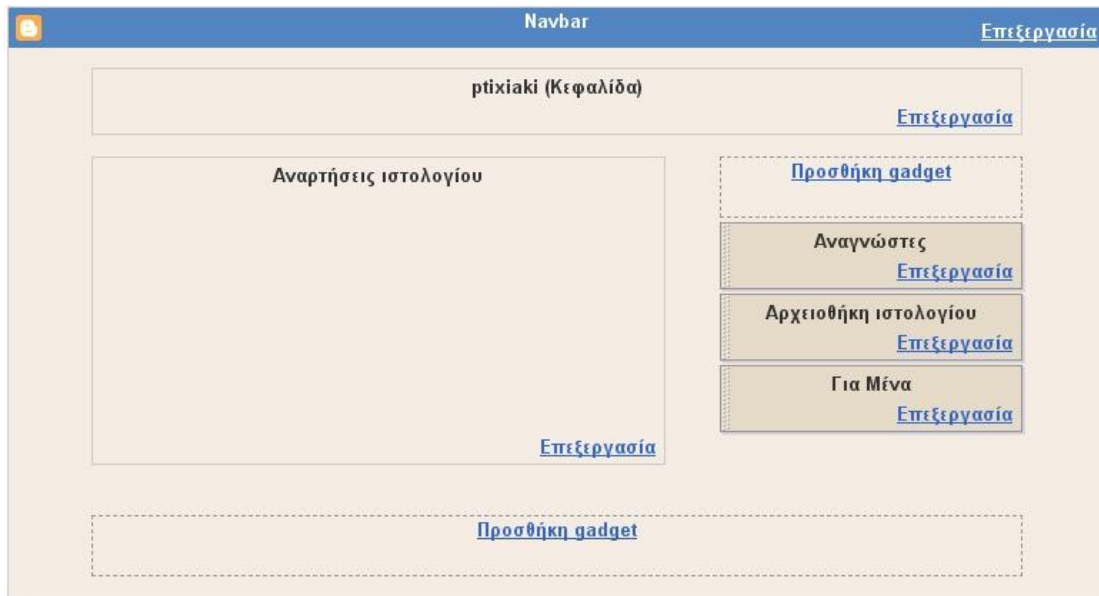 Navbar
Επεξεργασία
ptixiaki (Κεφαλίδα)
Επεξεργασία
Αναρτήσεις ιστολογίου
Επεξεργασία
Προσθήκη gadget
Αναγνώστες
Επεξεργασία
Αρχειοθήκη ιστολογίου
Επεξεργασία
Για Μένα
Επεξεργασία
Προσθήκη gadget